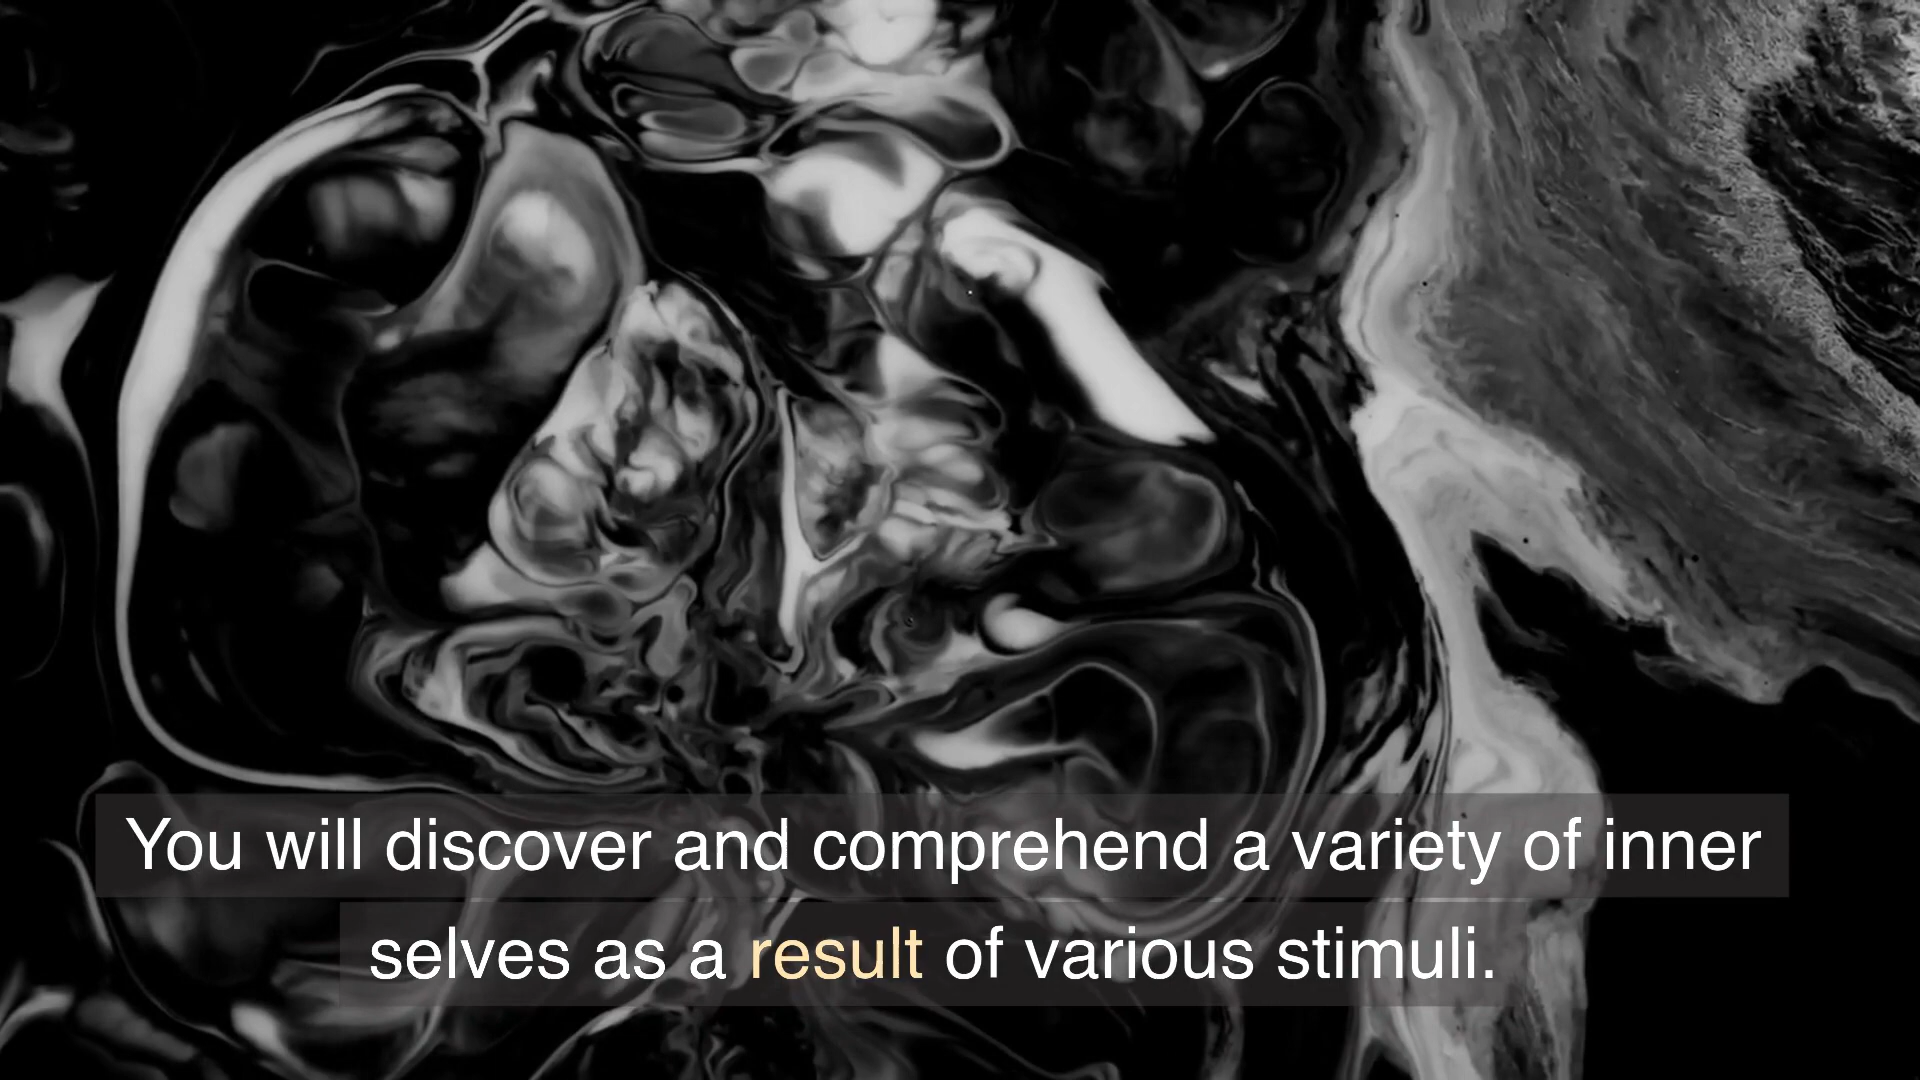 You will discover and comprehend a variety of inner
selves as a result of various stimuli.